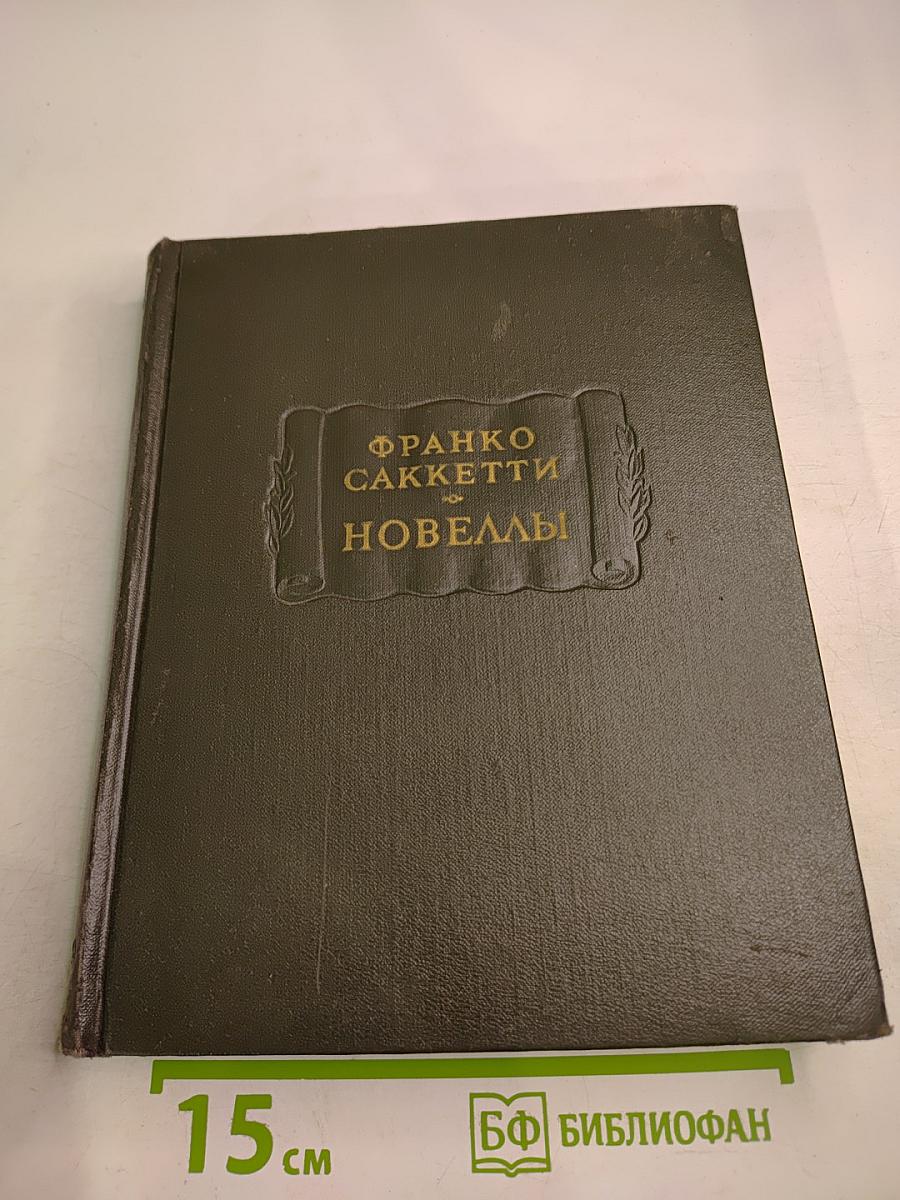 ФРАНКО
САККЕТТИ
НОВЕЛЛЫ
15 см
БФ БИБЛИОФАН